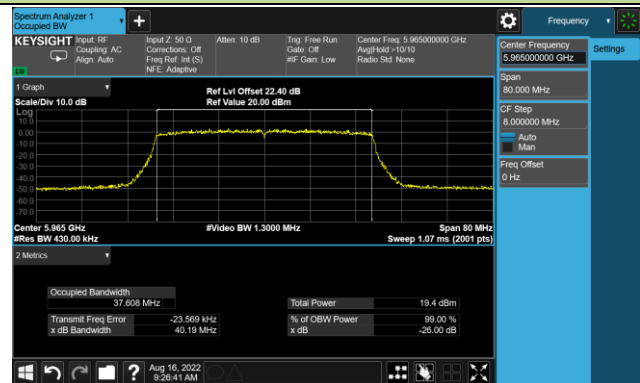 Spectrum Analyzer 1
Occupied BW
+
Frequency
KEYSIGHT Input: RF Input Z: 50 Ω Atten: 10 dB Trig: Free Run Center Freq: 5.965000000 GHz
Coupling: AC Corrections: Off Gate: Off Avg|Hold:>10/10
Align: Auto Freq Ref: Int (S) #IF Gain: Low Radio Std: None
NFE: Adaptive
Center Frequency
5.965000000 GHz
Settings
Span
80.000 MHz
CF Step
8.000000 MHz
Auto
Man
Freq Offset
0 Hz
1 Graph
Scale/Div 10.0 dB
Ref Lvl Offset 22.40 dB
Ref Value 20.00 dBm
Log
10.0
0.00
-10.0
-20.0
-30.0
-40.0
-50.0
-60.0
-70.0
Center 5.965 GHz #Video BW 1.3000 MHz Span 80 MHz
#Res BW 430.00 kHz Sweep 1.07 ms (2001 pts)
2 Metrics
Occupied Bandwidth
37.608 MHz Total Power 19.4 dBm
Transmit Freq Error -23.569 kHz % of OBW Power 99.00 %
x dB Bandwidth 40.19 MHz x dB -26.00 dB
? Aug 16, 2022
9:26:41 AM